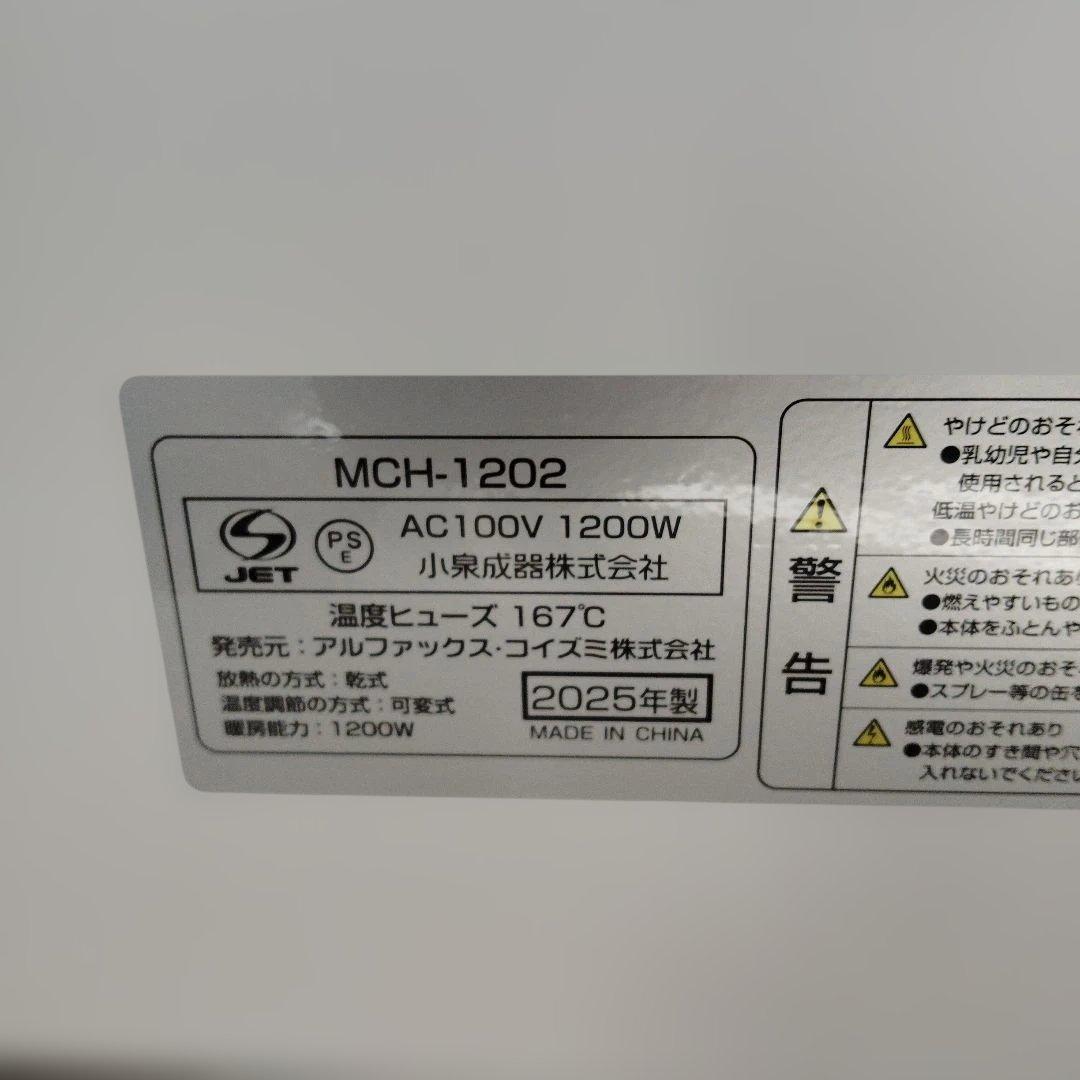 MCH-1202
JET
PS
E
AC100V 1200W
小泉成器株式会社
温度ヒューズ 167℃
発売元：アルファックス・コイズミ株式会社
放熱の方式：乾式
温度調節の方式：可変式
暖房能力：1200W
2025年製
MADE IN CHINA
警告
やけどのおそれ
●乳幼児や自分
使用されると
低温やけどのお
●長時間同じ部
火災のおそれあり
●燃えやすいもの
●本体をふとんや
爆発や火災のおそ
●スプレー等の缶を
感電のおそれあり
●本体のすき間や穴
入れないでください